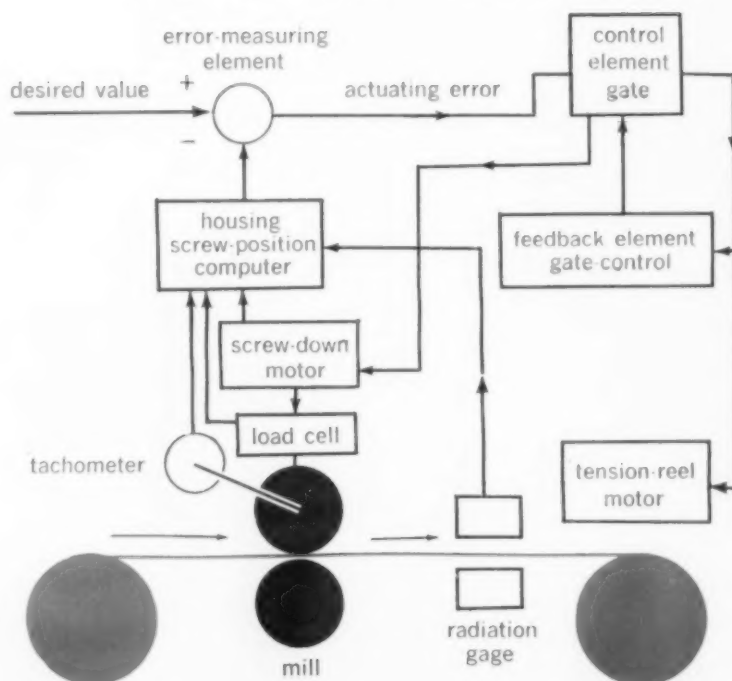 error-measuring
element
control
element
gate
desired value
+
−
actuating error
housing
screw-position
computer
feedback element
gate-control
screw-down
motor
load cell
tachometer
tension-reel
motor
radiation
gage
mill